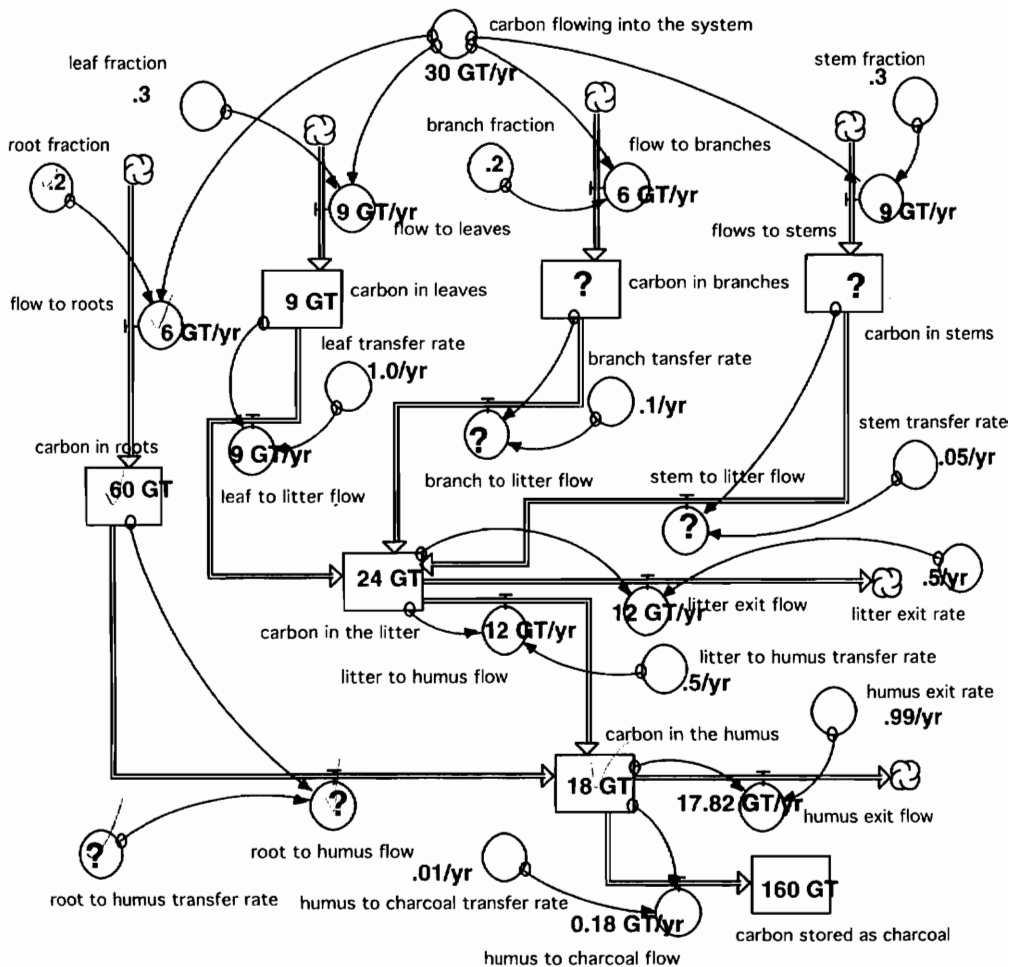 carbon flowing into the system
30 GT/yr
leaf fraction
.3
stem fraction
.3
root fraction
.2
branch fraction
.2
flow to branches
6 GT/yr
9 GT/yr
flow to leaves
flows to stems
9 GT/yr
flow to roots
6 GT/yr
9 GT
carbon in leaves
?
carbon in branches
?
carbon in stems
leaf transfer rate
1.0/yr
branch tansfer rate
.1/yr
carbon in roots
60 GT
9 GT/yr
leaf to litter flow
?
branch to litter flow
stem to litter flow
?
stem transfer rate
.05/yr
24 GT
carbon in the litter
12 GT/yr
litter exit flow
.5/yr
litter exit rate
12 GT/yr
litter to humus flow
litter to humus transfer rate
.5/yr
humus exit rate
.99/yr
carbon in the humus
18 GT
17.82 GT/yr
humus exit flow
?
root to humus flow
?
root to humus transfer rate
.01/yr
humus to charcoal transfer rate
0.18 GT/yr
humus to charcoal flow
160 GT
carbon stored as charcoal